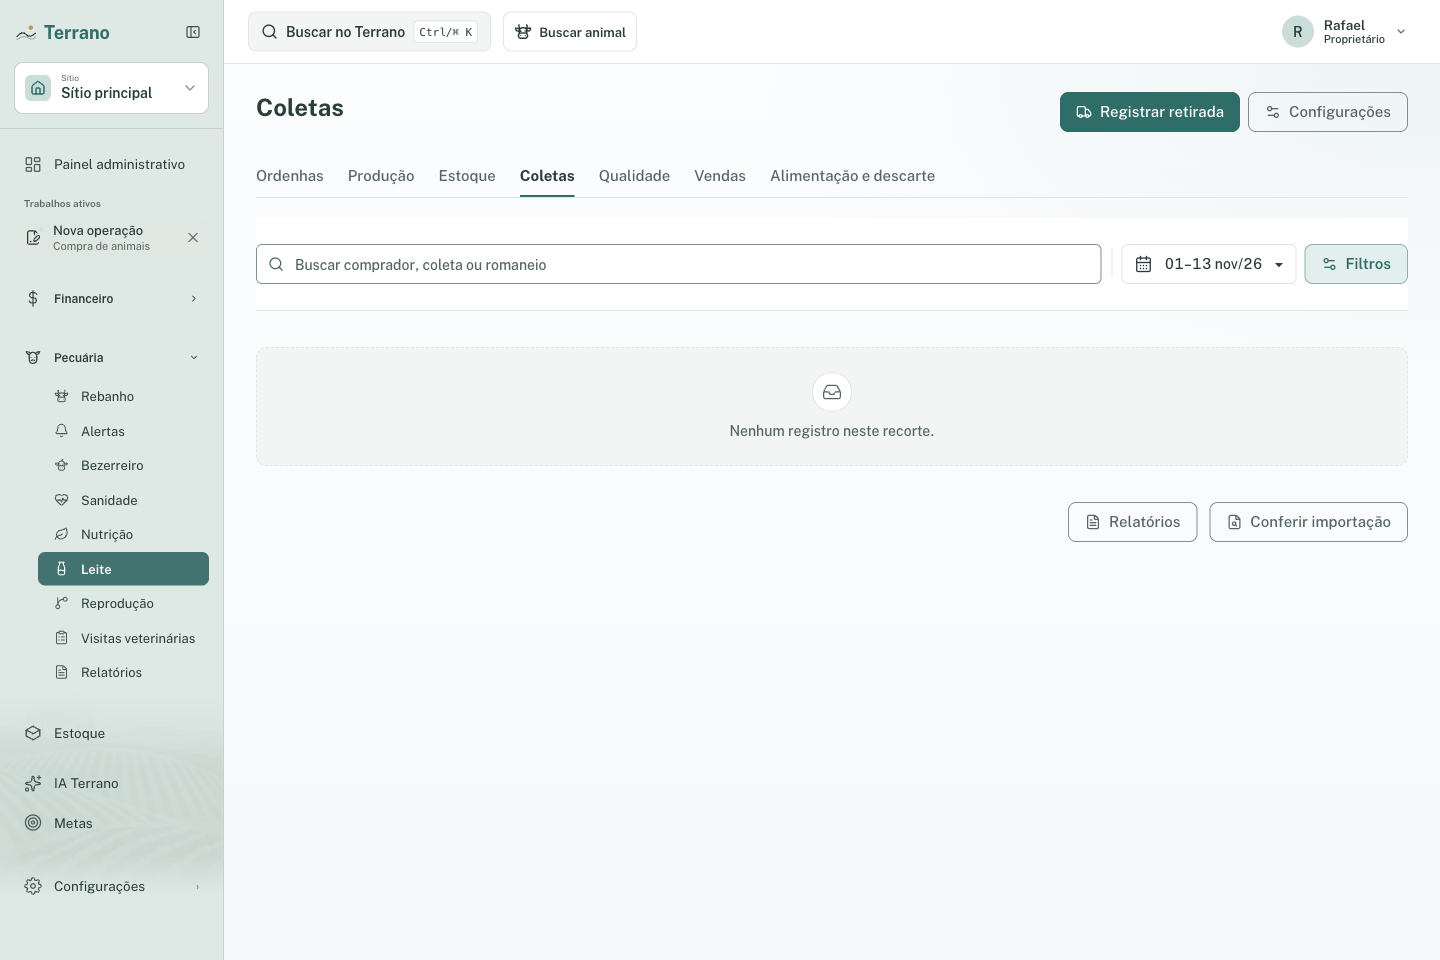 Terrano
Sítio
Sítio principal
Painel administrativo
Trabalhos ativos
Nova operação
Compra de animais
Financeiro
Pecuária
Rebanho
Alertas
Bezerreiro
Sanidade
Nutrição
Leite
Reprodução
Visitas veterinárias
Relatórios
Estoque
IA Terrano
Metas
Configurações
Buscar no Terrano Ctrl/⌘ K
Buscar animal
R
Rafael
Proprietário
Coletas
Registrar retirada
Configurações
Ordenhas Produção Estoque Coletas Qualidade Vendas Alimentação e descarte
Buscar comprador, coleta ou romaneio
01–13 nov/26
Filtros
Nenhum registro neste recorte.
Relatórios
Conferir importação